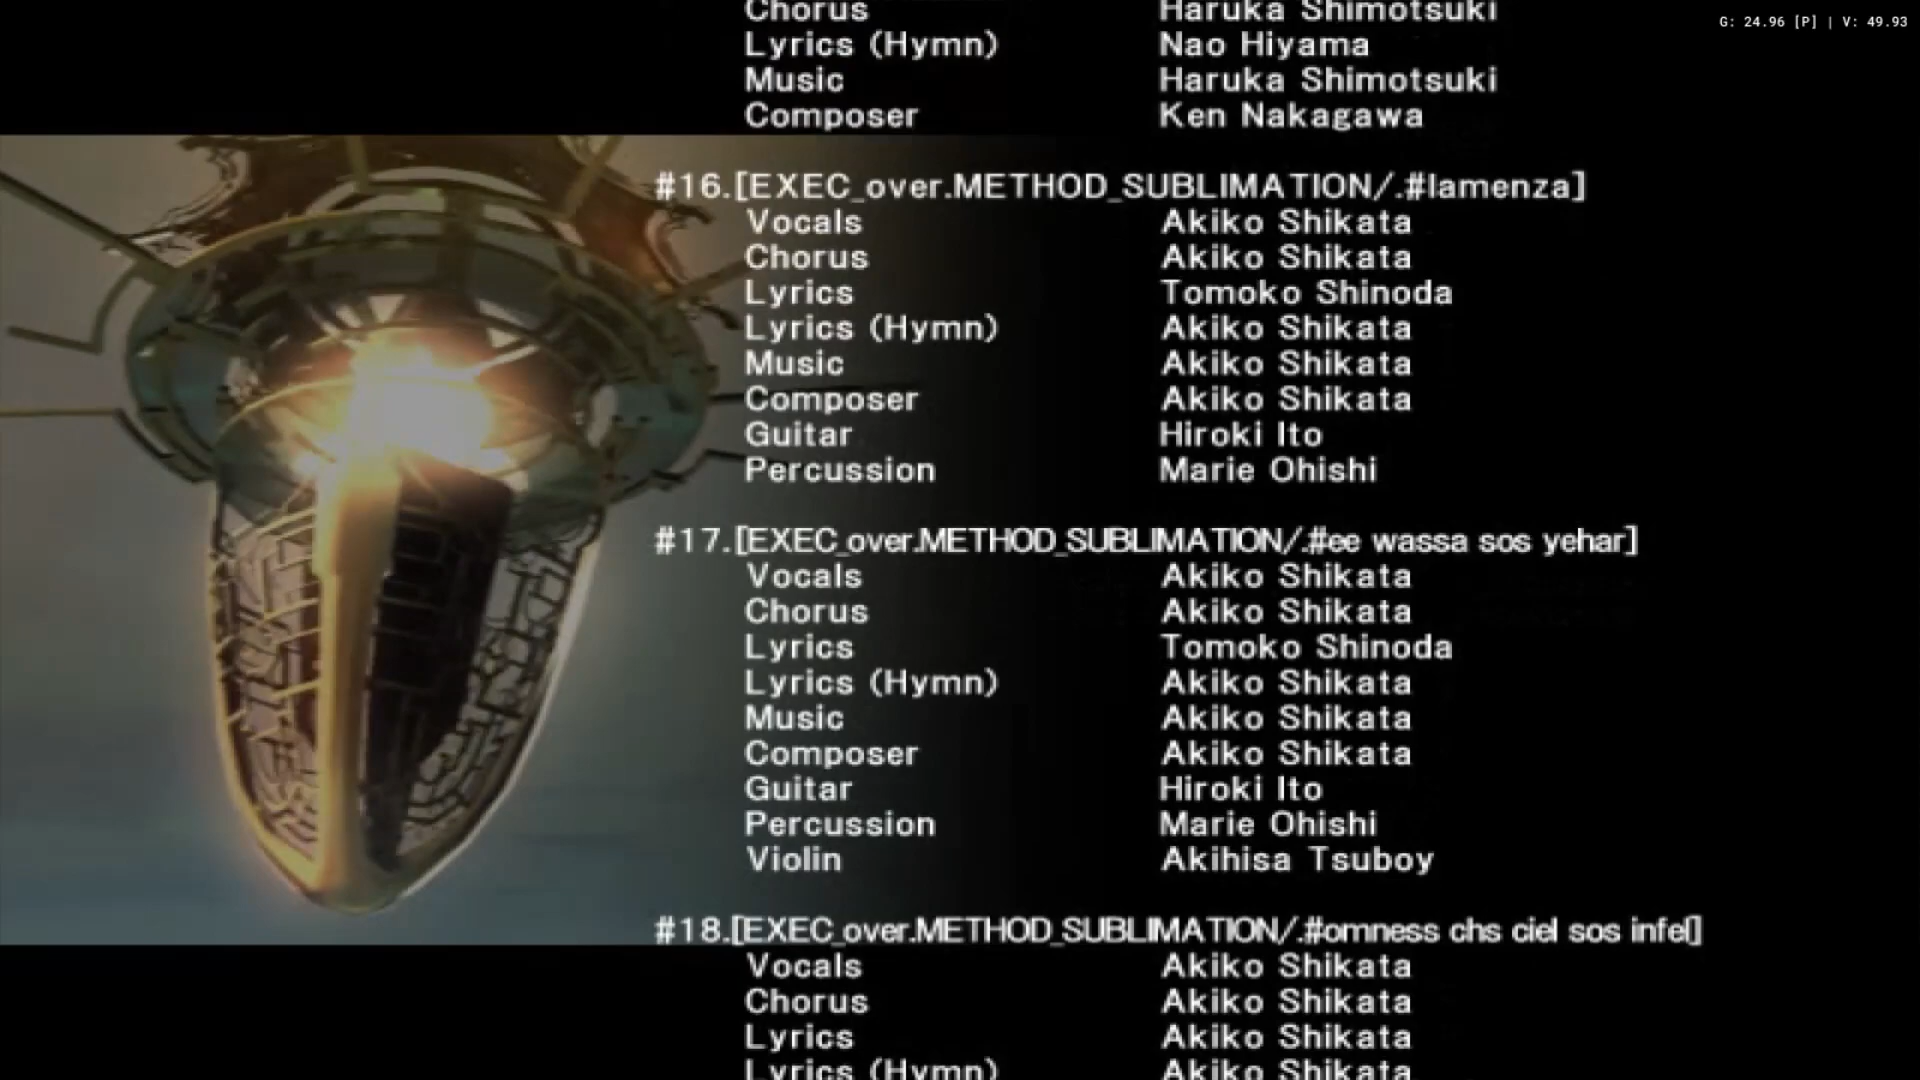 G: 24.96 [P] | V: 49.93
Chorus Haruka Shimotsuki
Lyrics (Hymn) Nao Hiyama
Music Haruka Shimotsuki
Composer Ken Nakagawa
#16.[EXEC_over.METHOD_SUBLIMATION/.#lamenza]
Vocals Akiko Shikata
Chorus Akiko Shikata
Lyrics Tomoko Shinoda
Lyrics (Hymn) Akiko Shikata
Music Akiko Shikata
Composer Akiko Shikata
Guitar Hiroki Ito
Percussion Marie Ohishi
#17.[EXEC_over.METHOD_SUBLIMATION/.#ee wassa sos yehar]
Vocals Akiko Shikata
Chorus Akiko Shikata
Lyrics Tomoko Shinoda
Lyrics (Hymn) Akiko Shikata
Music Akiko Shikata
Composer Akiko Shikata
Guitar Hiroki Ito
Percussion Marie Ohishi
Violin Akihisa Tsuboy
#18.[EXEC_over.METHOD_SUBLIMATION/.#omness chs ciel sos infel]
Vocals Akiko Shikata
Chorus Akiko Shikata
Lyrics Akiko Shikata
Lyrics (Hymn) Akiko Shikata